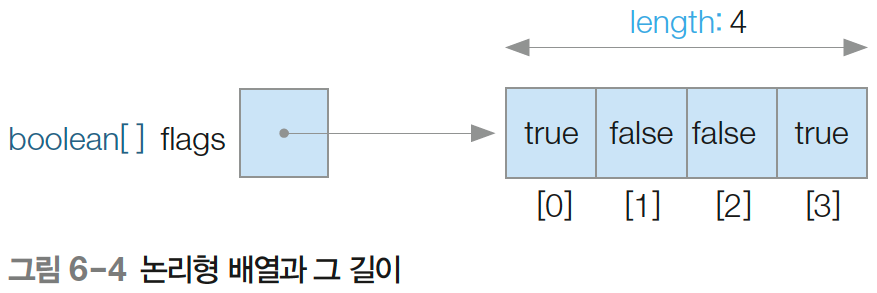 length: 4
boolean[ ] flags
true false false true
[0] [1] [2] [3]
그림 6-4 논리형 배열과 그 길이